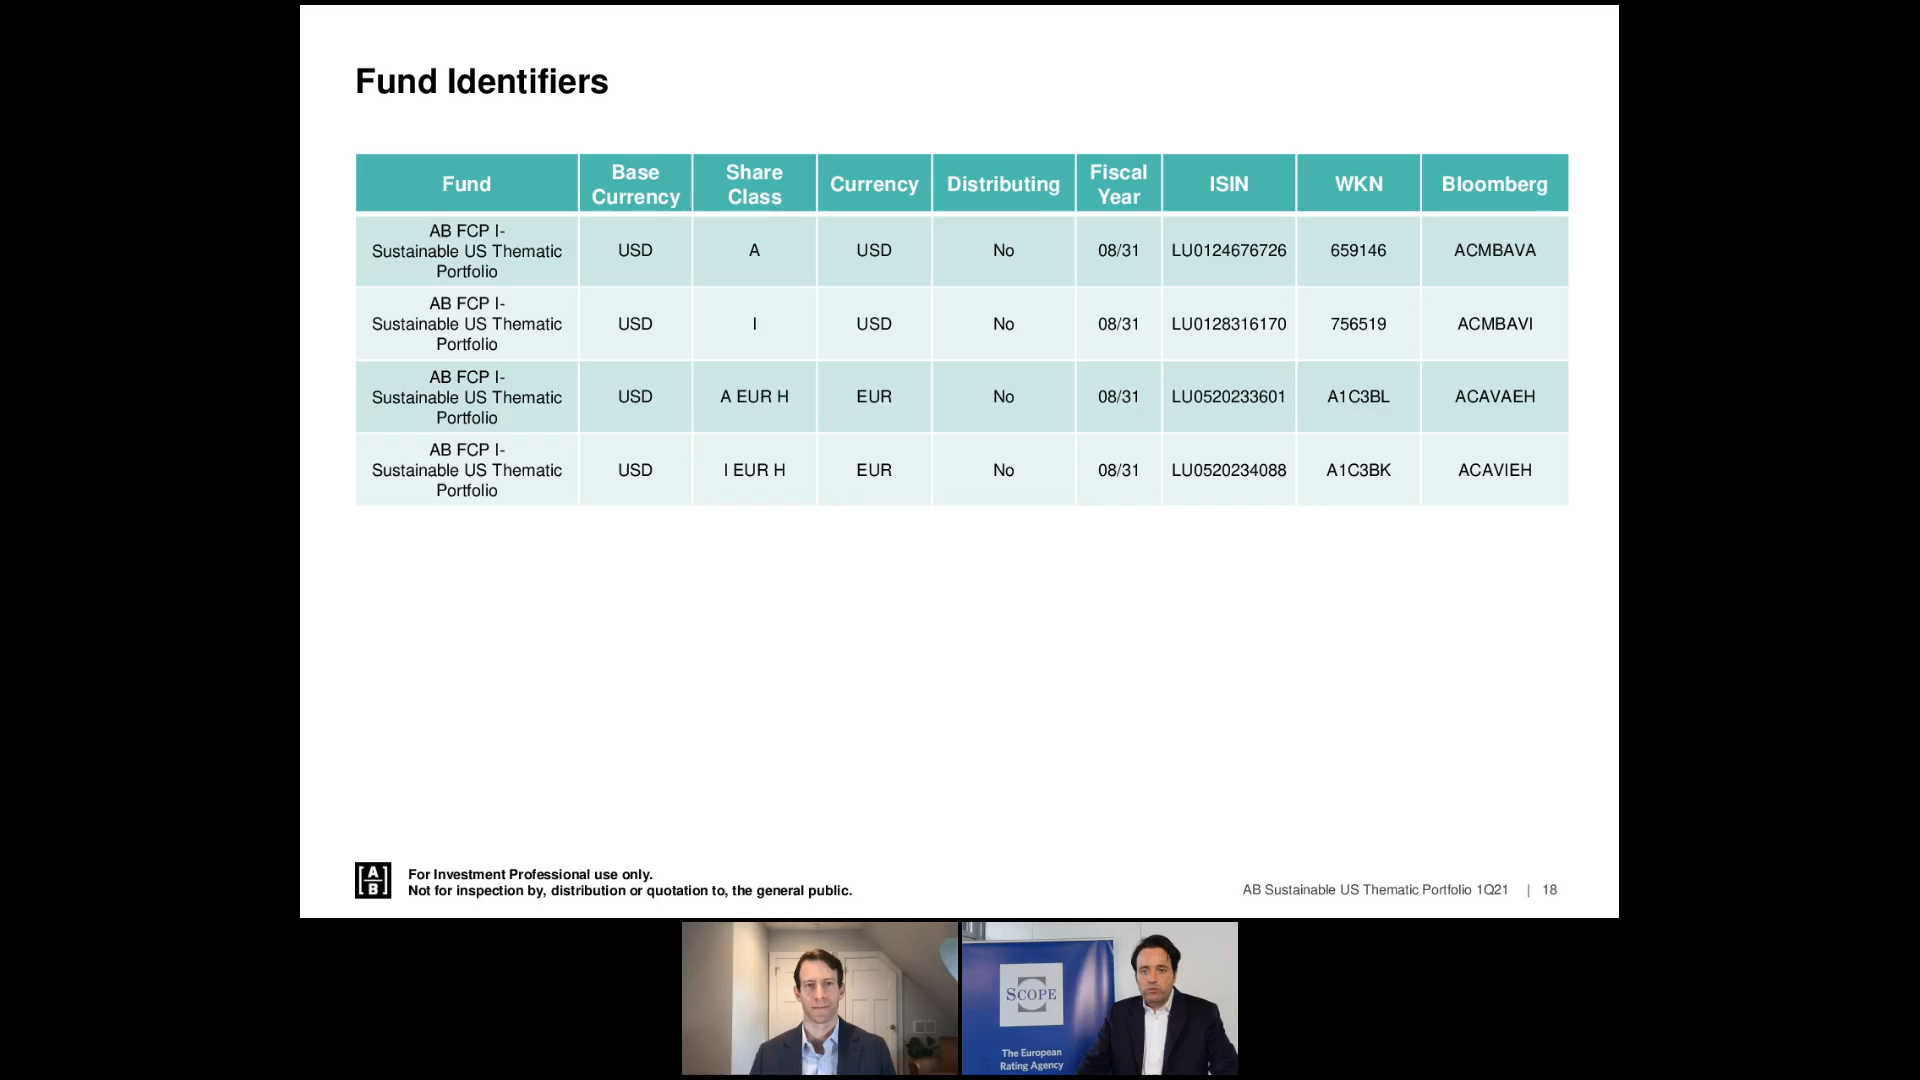 Fund Identifiers
Fund
Base
Currency
Share
Class
Currency
Distributing
Fiscal
Year
ISIN
WKN
Bloomberg
AB FCP I-
Sustainable US Thematic
Portfolio
USD
A
USD
No
08/31
LU0124676726
659146
ACMBAVA
AB FCP I-
Sustainable US Thematic
Portfolio
USD
I
USD
No
08/31
LU0128316170
756519
ACMBAVI
AB FCP I-
Sustainable US Thematic
Portfolio
USD
A EUR H
EUR
No
08/31
LU0520233601
A1C3BL
ACAVAEH
AB FCP I-
Sustainable US Thematic
Portfolio
USD
I EUR H
EUR
No
08/31
LU0520234088
A1C3BK
ACAVIEH
A
B
For Investment Professional use only.
Not for inspection by, distribution or quotation to, the general public.
AB Sustainable US Thematic Portfolio 1Q21 | 18
SCOPE
The European
Rating Agency